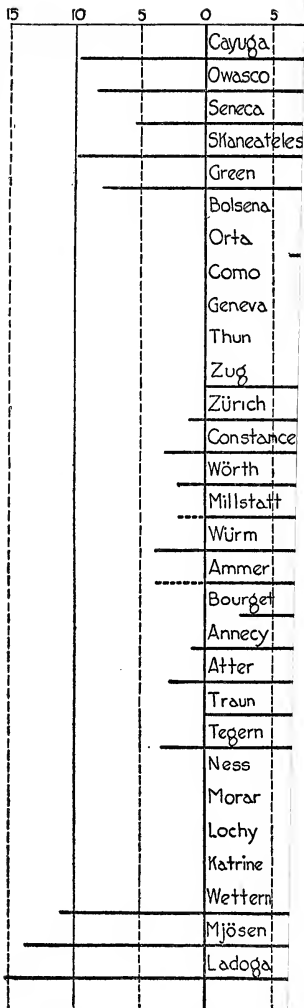 15 10 5 0 5
Cayuga
Owasco
Seneca
Skaneateles
Green
Bolsena
Orta
Como
Geneva
Thun
Zug
Zürich
Constance
Wörth
Millstatt
Würm
Ammer
Bourget
Annecy
Atter
Traun
Tegern
Ness
Morar
Lochy
Katrine
Wettern
Mjösen
Ladoga